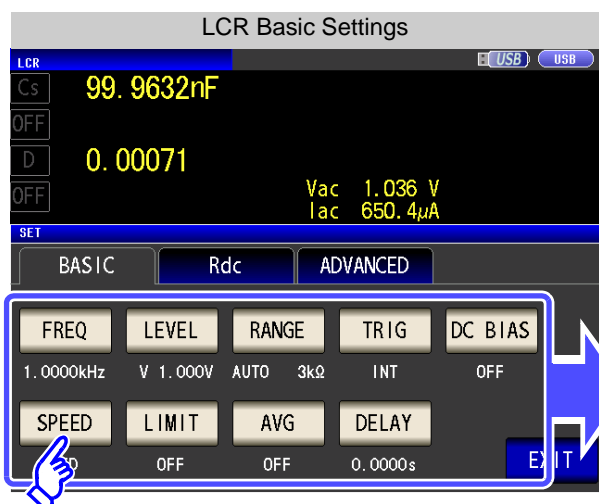 LCR Basic Settings
LCR USB USB
Cs 99.9632nF
OFF
D 0.00071
OFF Vac 1.036 V
Iac 650.4μA
SET
BASIC Rdc ADVANCED
FREQ LEVEL RANGE TRIG DC BIAS
1.0000kHz V 1.000V AUTO 3kΩ INT OFF
SPEED LIMIT AVG DELAY
OFF OFF 0.0000s EXIT